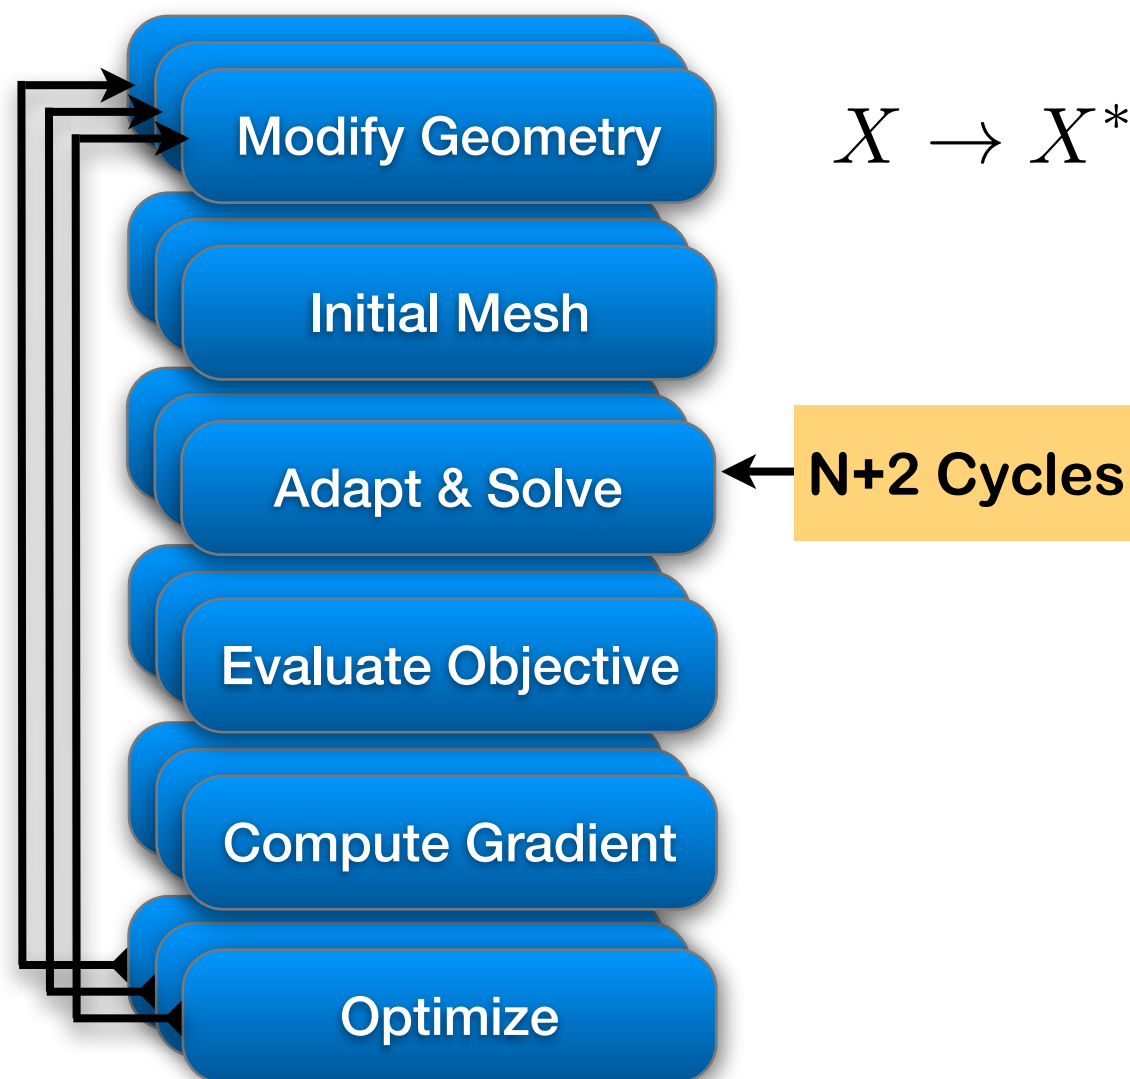 Modify Geometry
X → X*
Initial Mesh
Adapt & Solve
N+2 Cycles
Evaluate Objective
Compute Gradient
Optimize